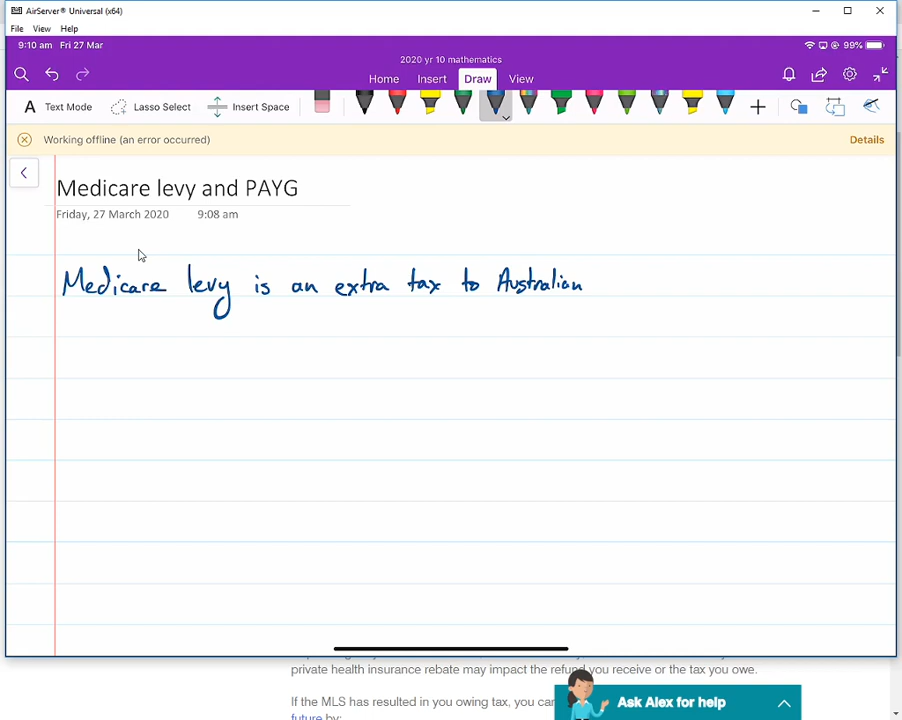 AirServer® Universal (x64)
File View Help
9:10 am Fri 27 Mar 99%
2020 yr 10 mathematics
Home Insert Draw View
A Text Mode Lasso Select Insert Space
Working offline (an error occurred) Details
Medicare levy and PAYG
Friday, 27 March 2020 9:08 am
Medicare levy is an extra tax to Australian
private health insurance rebate may impact the refund you receive or the tax you owe.
If the MLS has resulted in you owing tax, you can
future by:
Ask Alex for help